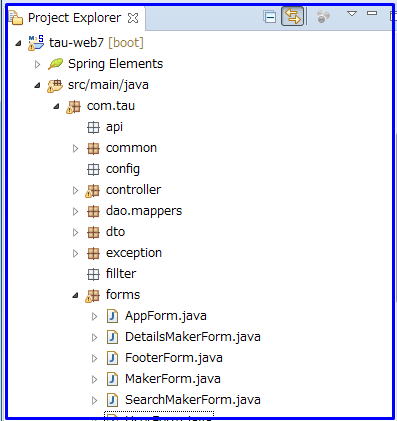 Project Explorer
tau-web7 [boot]
Spring Elements
src/main/java
com.tau
api
common
config
controller
dao.mappers
dto
exception
fillter
forms
AppForm.java
DetailsMakerForm.java
FooterForm.java
MakerForm.java
SearchMakerForm.java